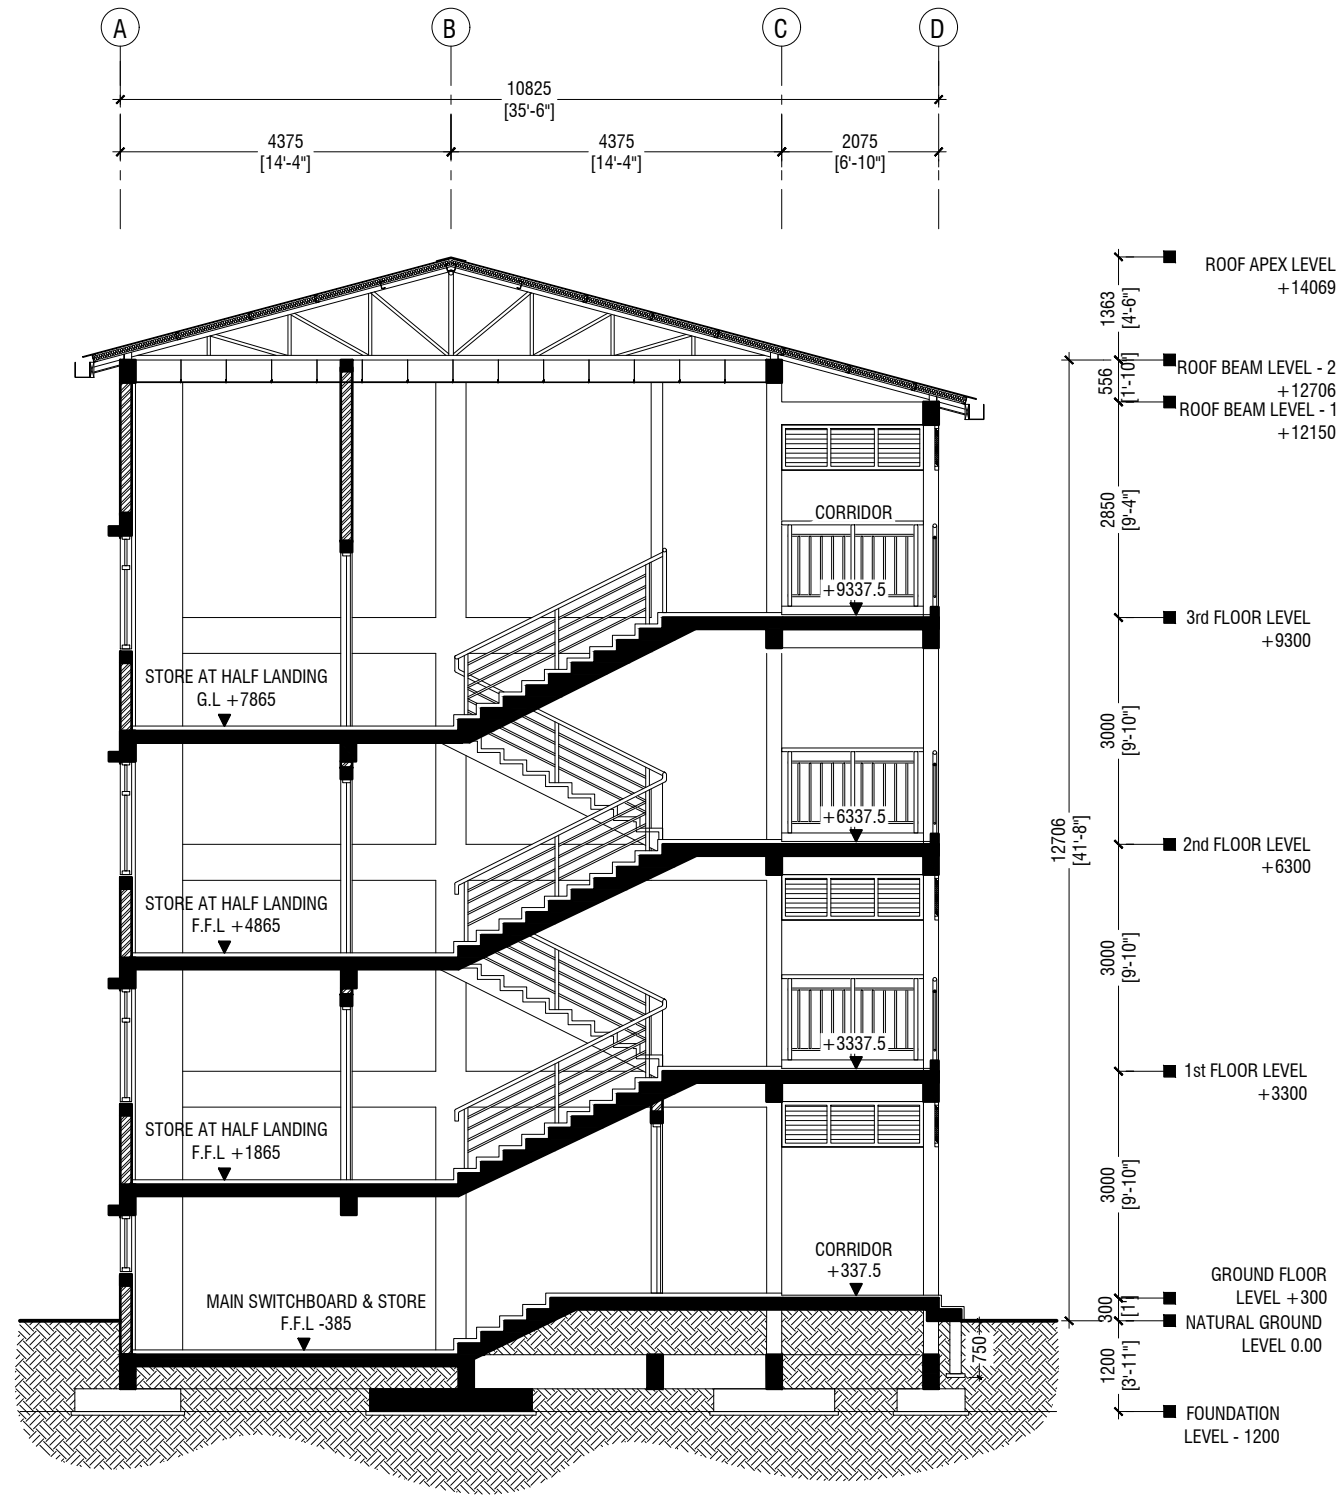 A B C D
10825
[35'-6"]
4375 4375 2075
[14'-4"] [14'-4"] [6'-10"]
ROOF APEX LEVEL
+14069
1363
[4'-6"]
ROOF BEAM LEVEL - 2
+12706
556
[1'-10"]
ROOF BEAM LEVEL - 1
+12150
2850
[9'-4"]
CORRIDOR
+9337.5
3rd FLOOR LEVEL
+9300
STORE AT HALF LANDING
G.L +7865
3000
[9'-10"]
+6337.5
12706
[41'-8"]
2nd FLOOR LEVEL
+6300
STORE AT HALF LANDING
F.F.L +4865
3000
[9'-10"]
+3337.5
1st FLOOR LEVEL
+3300
STORE AT HALF LANDING
F.F.L +1865
3000
[9'-10"]
CORRIDOR
+337.5
GROUND FLOOR
LEVEL +300
MAIN SWITCHBOARD & STORE
F.F.L -385
300
[1']
NATURAL GROUND
LEVEL 0.00
750
1200
[3'-11"]
FOUNDATION
LEVEL - 1200